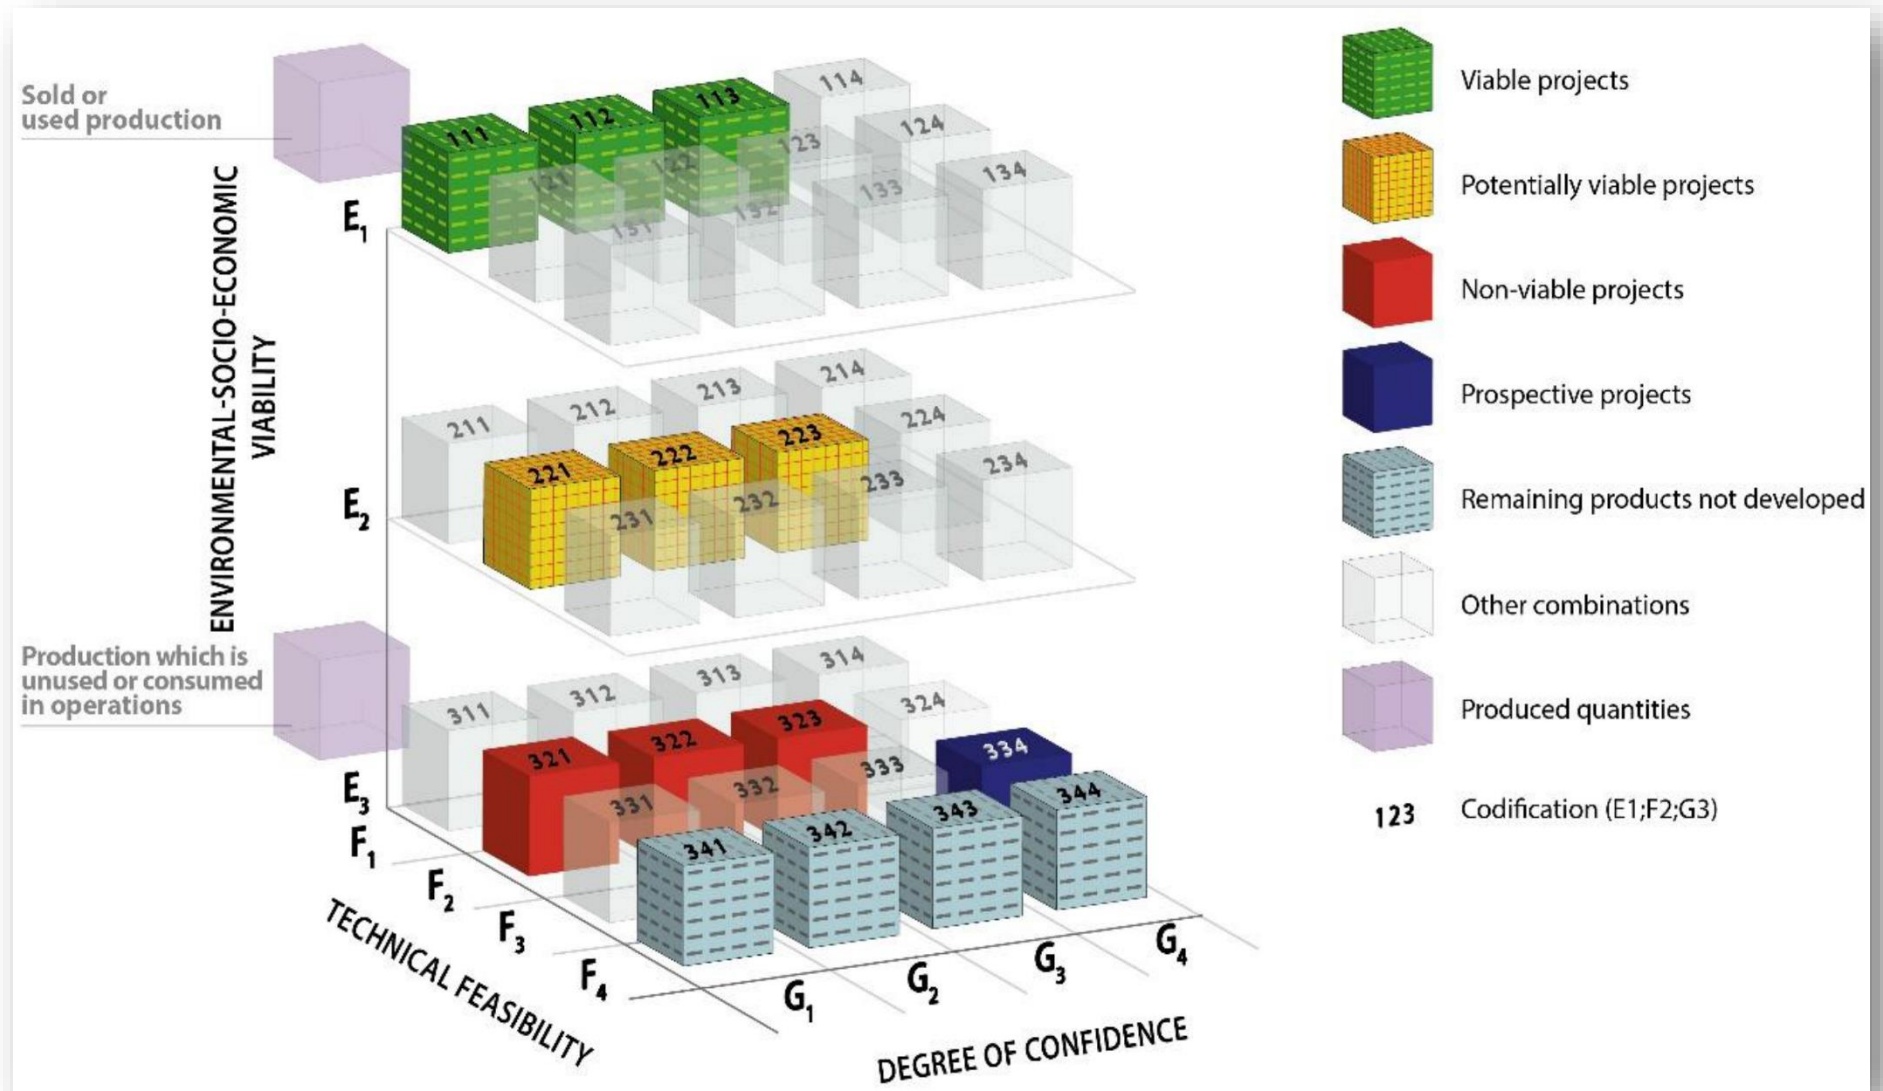 Sold or
used production
ENVIRONMENTAL-SOCIO-ECONOMIC
VIABILITY
Production which is
unused or consumed
in operations
E1
E2
E3
F1
F2
F3
F4
TECHNICAL FEASIBILITY
G1
G2
G3
G4
DEGREE OF CONFIDENCE
111
112
113
114
121
122
123
124
131
132
133
134
211
212
213
214
221
222
223
224
231
232
233
234
311
312
313
314
321
322
323
324
331
332
333
334
341
342
343
344
Viable projects
Potentially viable projects
Non-viable projects
Prospective projects
Remaining products not developed
Other combinations
Produced quantities
123 Codification (E1;F2;G3)